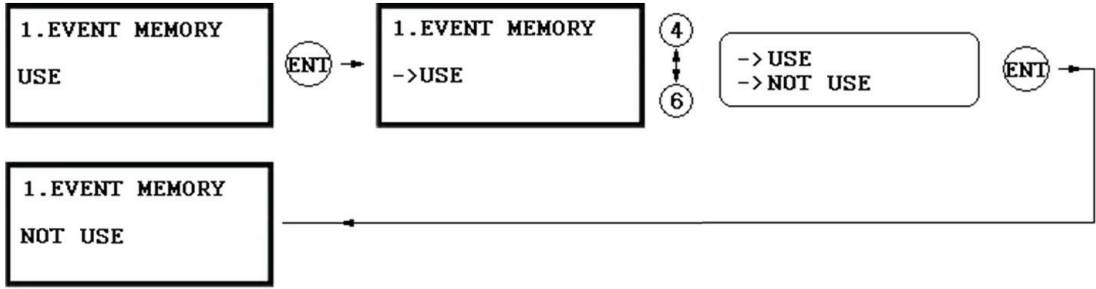 1.EVENT MEMORY
USE
ENT
1.EVENT MEMORY
->USE
4
6
->USE
->NOT USE
ENT
1.EVENT MEMORY
NOT USE